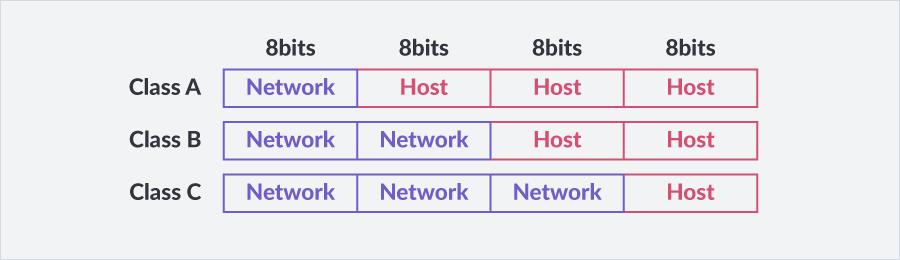 8bits 8bits 8bits 8bits
Class A Network Host Host Host
Class B Network Network Host Host
Class C Network Network Network Host